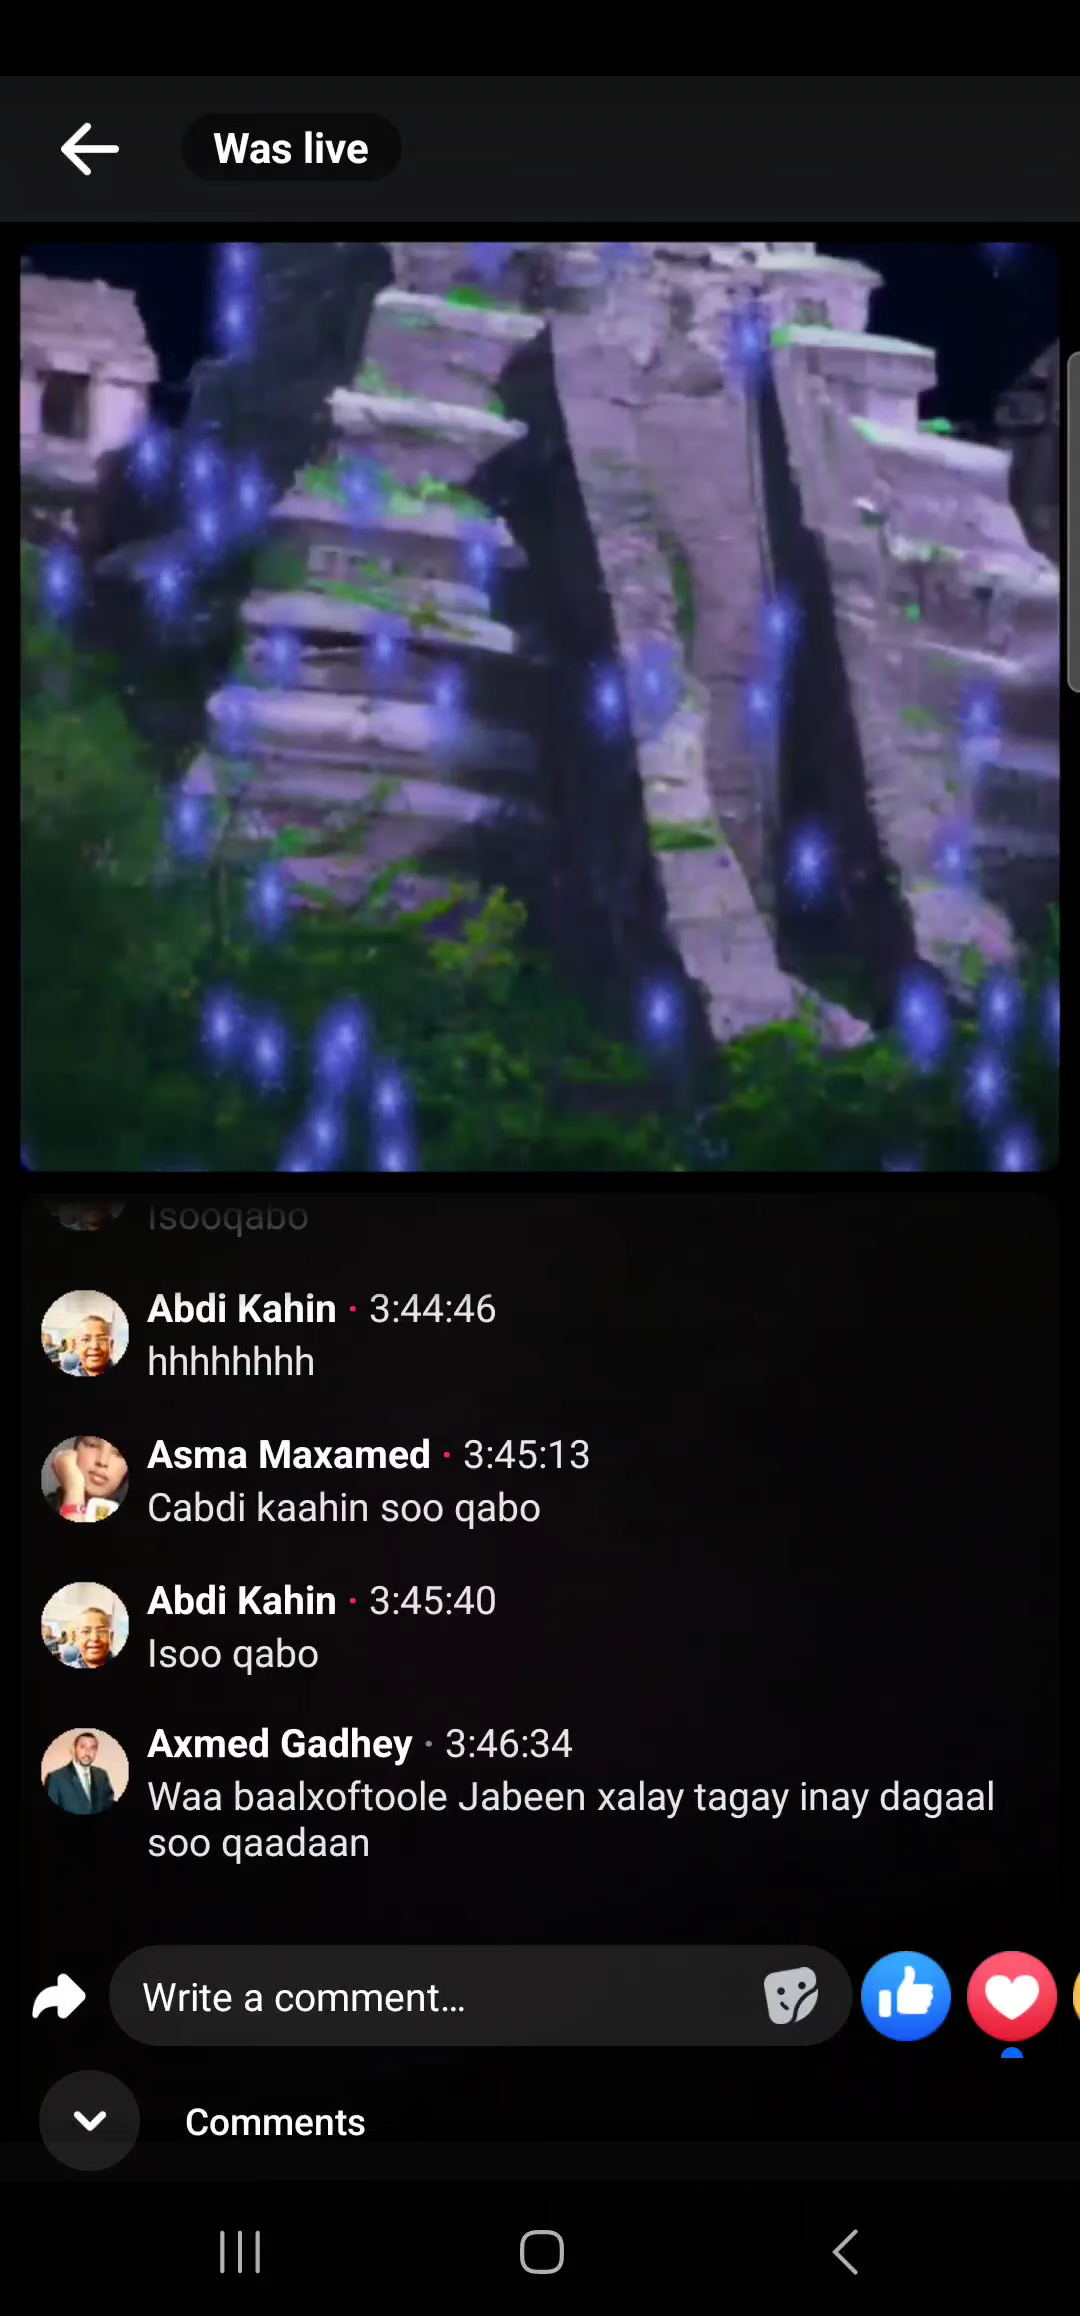 Was live
Isooqabo
Abdi Kahin · 3:44:46
hhhhhhhh
Asma Maxamed · 3:45:13
Cabdi kaahin soo qabo
Abdi Kahin · 3:45:40
Isoo qabo
Axmed Gadhey · 3:46:34
Waa baalxoftoole Jabeen xalay tagay inay dagaal
soo qaadaan
Write a comment...
Comments